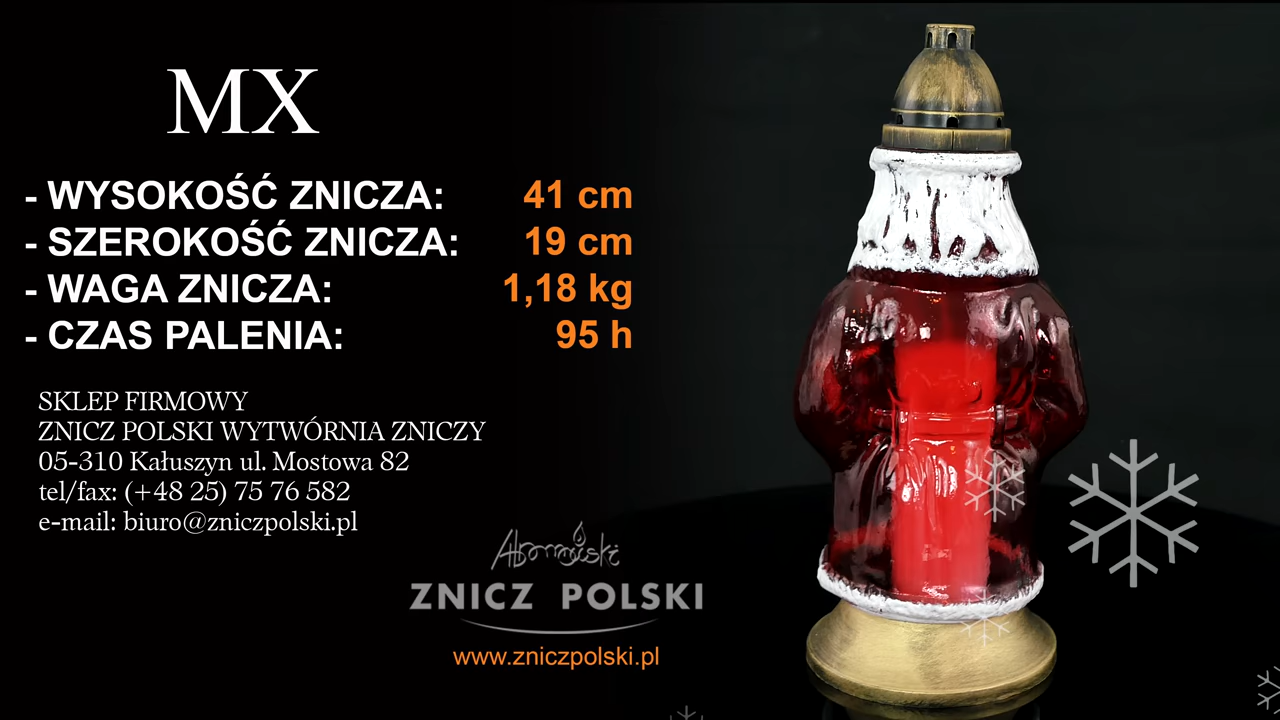 MX
- WYSOKOŚĆ ZNICZA: 41 cm
- SZEROKOŚĆ ZNICZA: 19 cm
- WAGA ZNICZA: 1,18 kg
- CZAS PALENIA: 95 h
SKLEP FIRMOWY
ZNICZ POLSKI WYTWÓRNIA ZNICZY
05-310 Kałuszyn ul. Mostowa 82
tel/fax: (+48 25) 75 76 582
e-mail: biuro@zniczpolski.pl
ZNICZ POLSKI
www.zniczpolski.pl